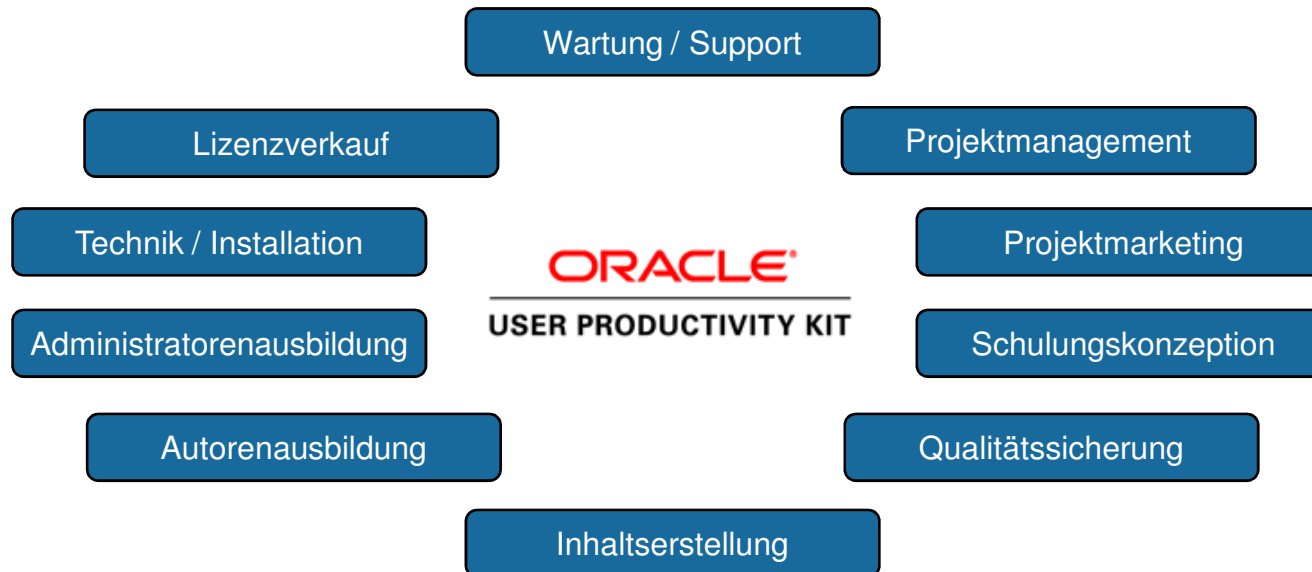 Wartung / Support
Lizenzverkauf
Projektmanagement
Technik / Installation
Projektmarketing
ORACLE
USER PRODUCTIVITY KIT
Administratorenausbildung
Schulungskonzeption
Autorenausbildung
Qualitätssicherung
Inhaltserstellung